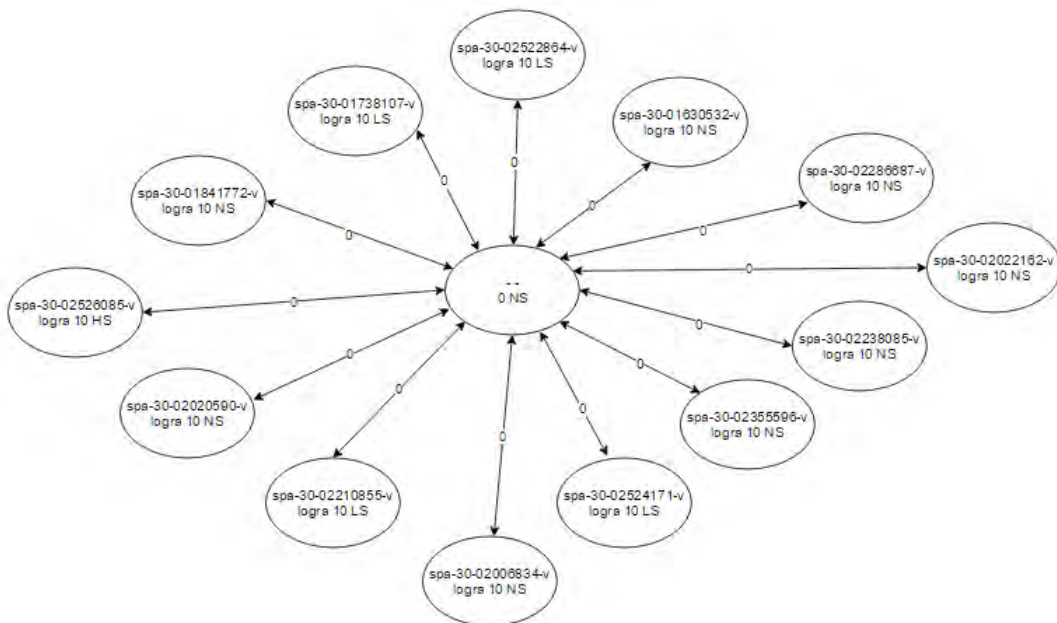 spa-30-02522864-v
logra 10 LS
spa-30-01738107-v
logra 10 LS
spa-30-01630532-v
logra 10 NS
0
0
spa-30-02286687-v
logra 10 NS
spa-30-01841772-v
logra 10 NS
0
0
0
spa-30-02022162-v
logra 10 NS
0
- -
0 NS
spa-30-02526085-v
logra 10 HS
0
0
spa-30-02238085-v
logra 10 NS
0
0
spa-30-02020590-v
logra 10 NS
0
0
spa-30-02355596-v
logra 10 NS
0
spa-30-02210855-v
logra 10 LS
spa-30-02524171-v
logra 10 LS
spa-30-02006834-v
logra 10 NS